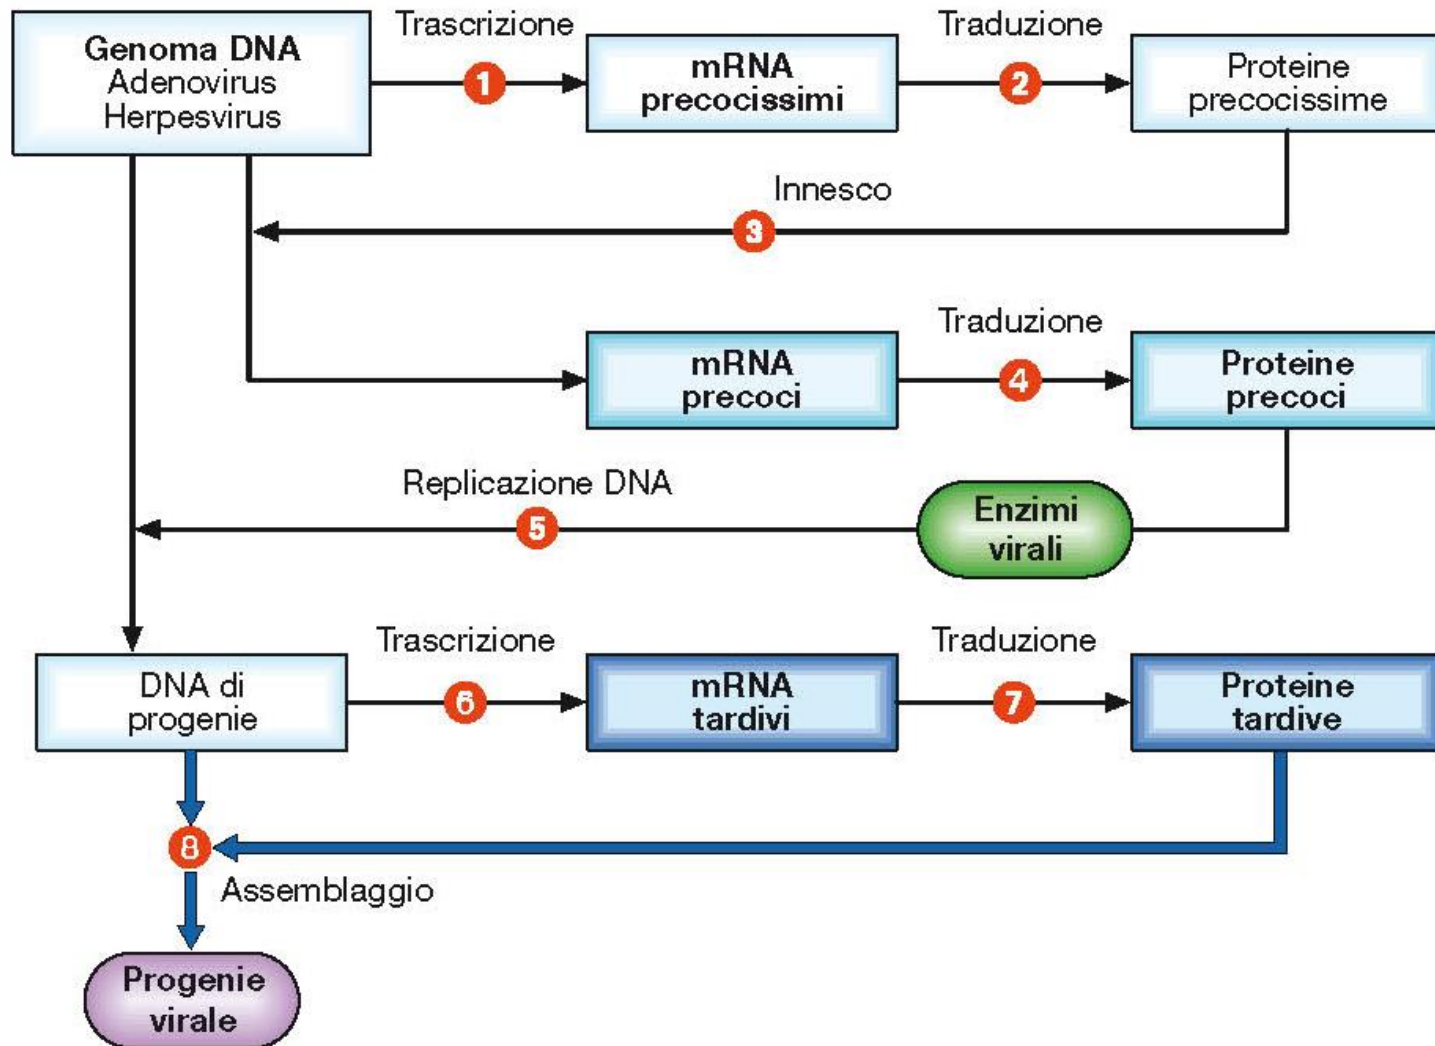 Genoma DNA
Adenovirus
Herpesvirus
Trascrizione
1
mRNA
precocissimi
Traduzione
2
Proteine
precocissime
Innesco
3
mRNA
precoci
Traduzione
4
Proteine
precoci
Replicazione DNA
5
Enzimi
virali
DNA di
progenie
Trascrizione
6
mRNA
tardivi
Traduzione
7
Proteine
tardive
8
Assemblaggio
Progenie
virale